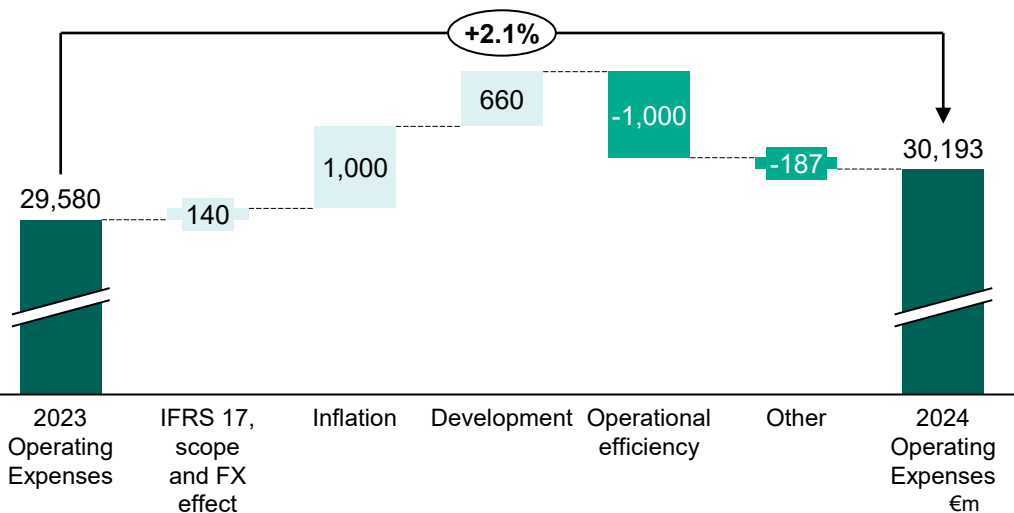 +2.1%
29,580
140
1,000
660
-1,000
-187
30,193
2023
Operating
Expenses
IFRS 17,
scope
and FX
effect
Inflation
Development
Operational
efficiency
Other
2024
Operating
Expenses
€m